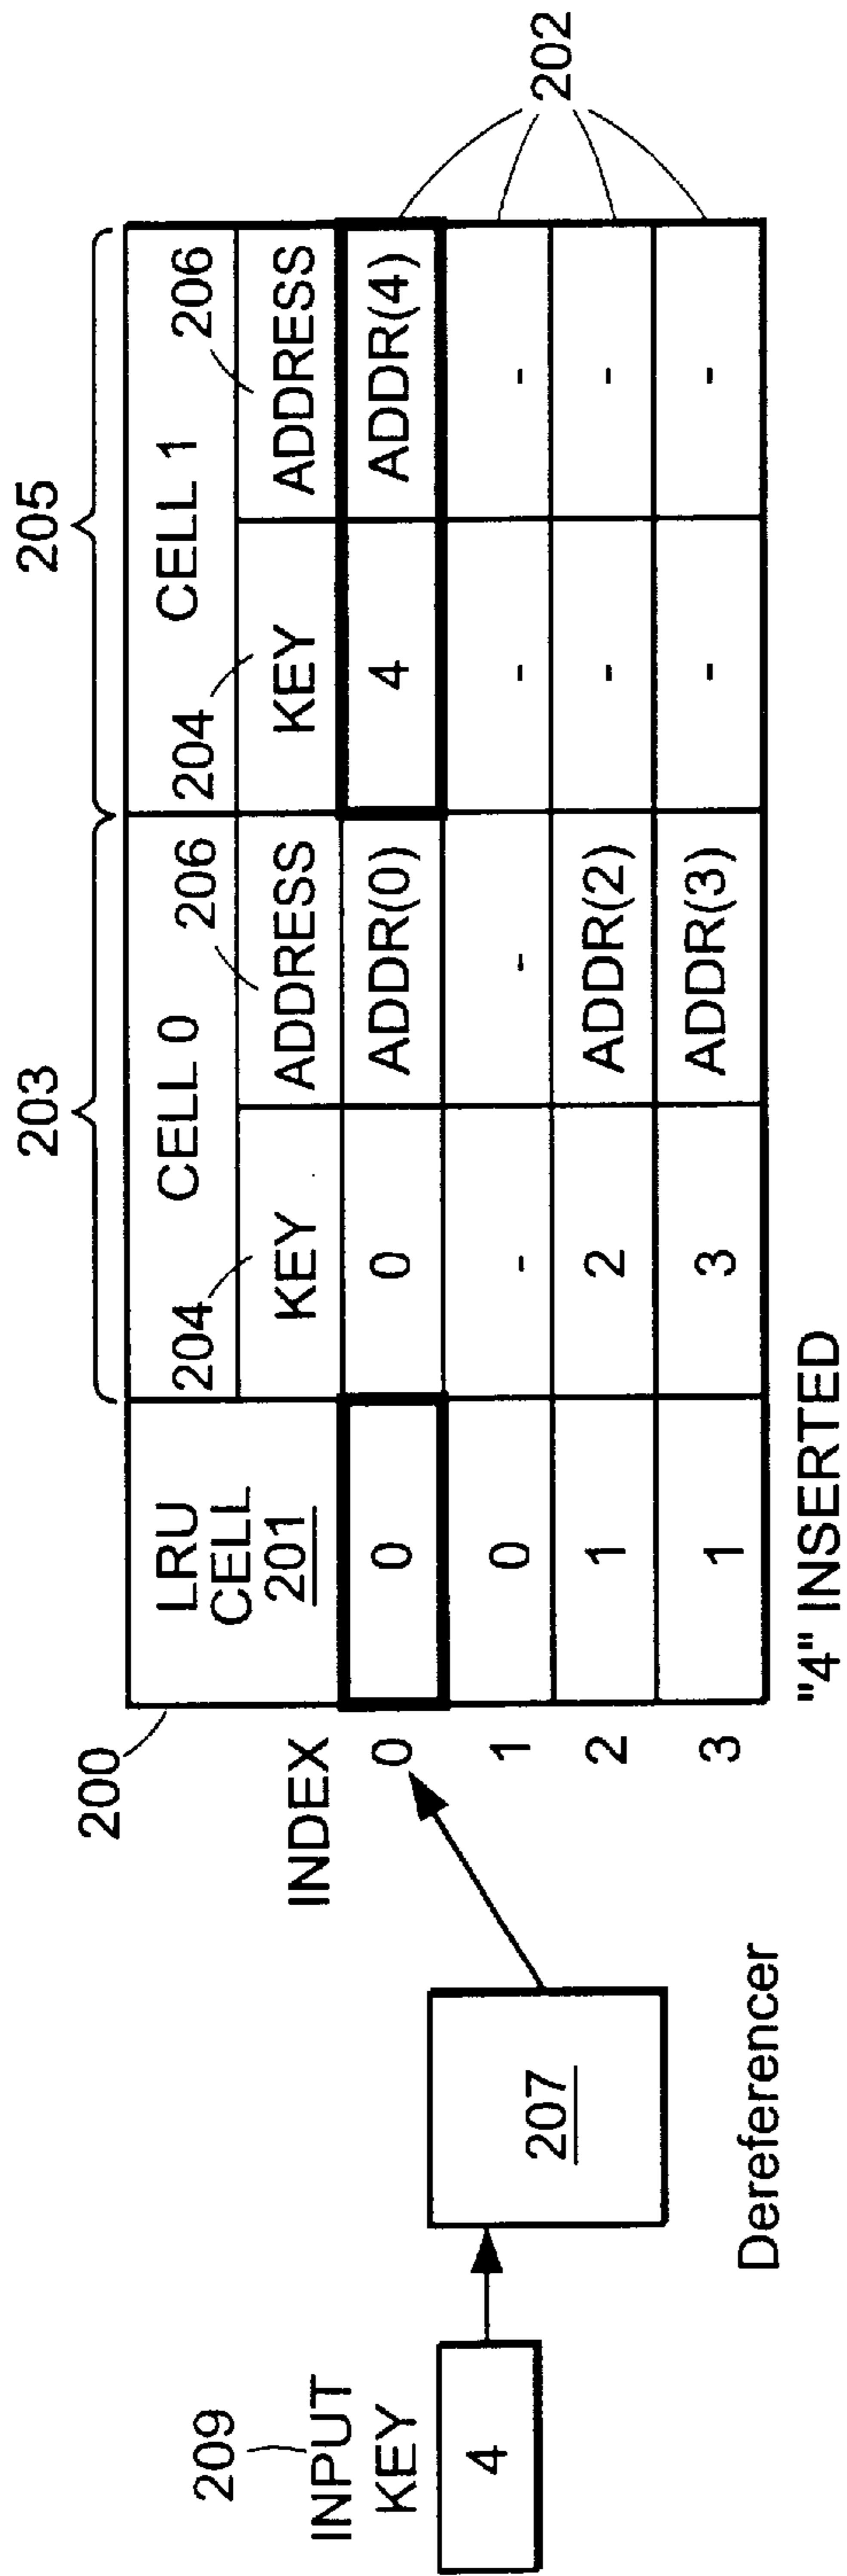 203 205
200
LRU CELL 201 CELL 0 CELL 1
204 206 204 206
INDEX KEY ADDRESS KEY ADDRESS
0 0 0 ADDR(0) 4 ADDR(4)
1 0 - - - -
2 1 2 ADDR(2) - -
3 1 3 ADDR(3) - -
202
209
INPUT
KEY
4
207
Dereferencer
"4" INSERTED